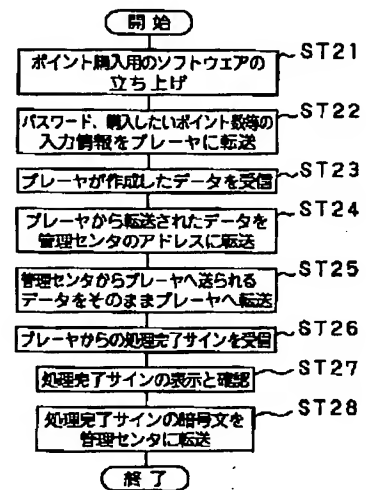 開始
ポイント購入用のソフトウェアの
立ち上げ
ST21
パスワード、購入したいポイント数等の
入力情報をプレーヤに転送
ST22
プレーヤが作成したデータを受信
ST23
プレーヤから転送されたデータを
管理センタのアドレスに転送
ST24
管理センタからプレーヤへ送られる
データをそのままプレーヤへ転送
ST25
プレーヤからの処理完了サインを受信
ST26
処理完了サインの表示と確認
ST27
処理完了サインの暗号文を
管理センタに転送
ST28
終了